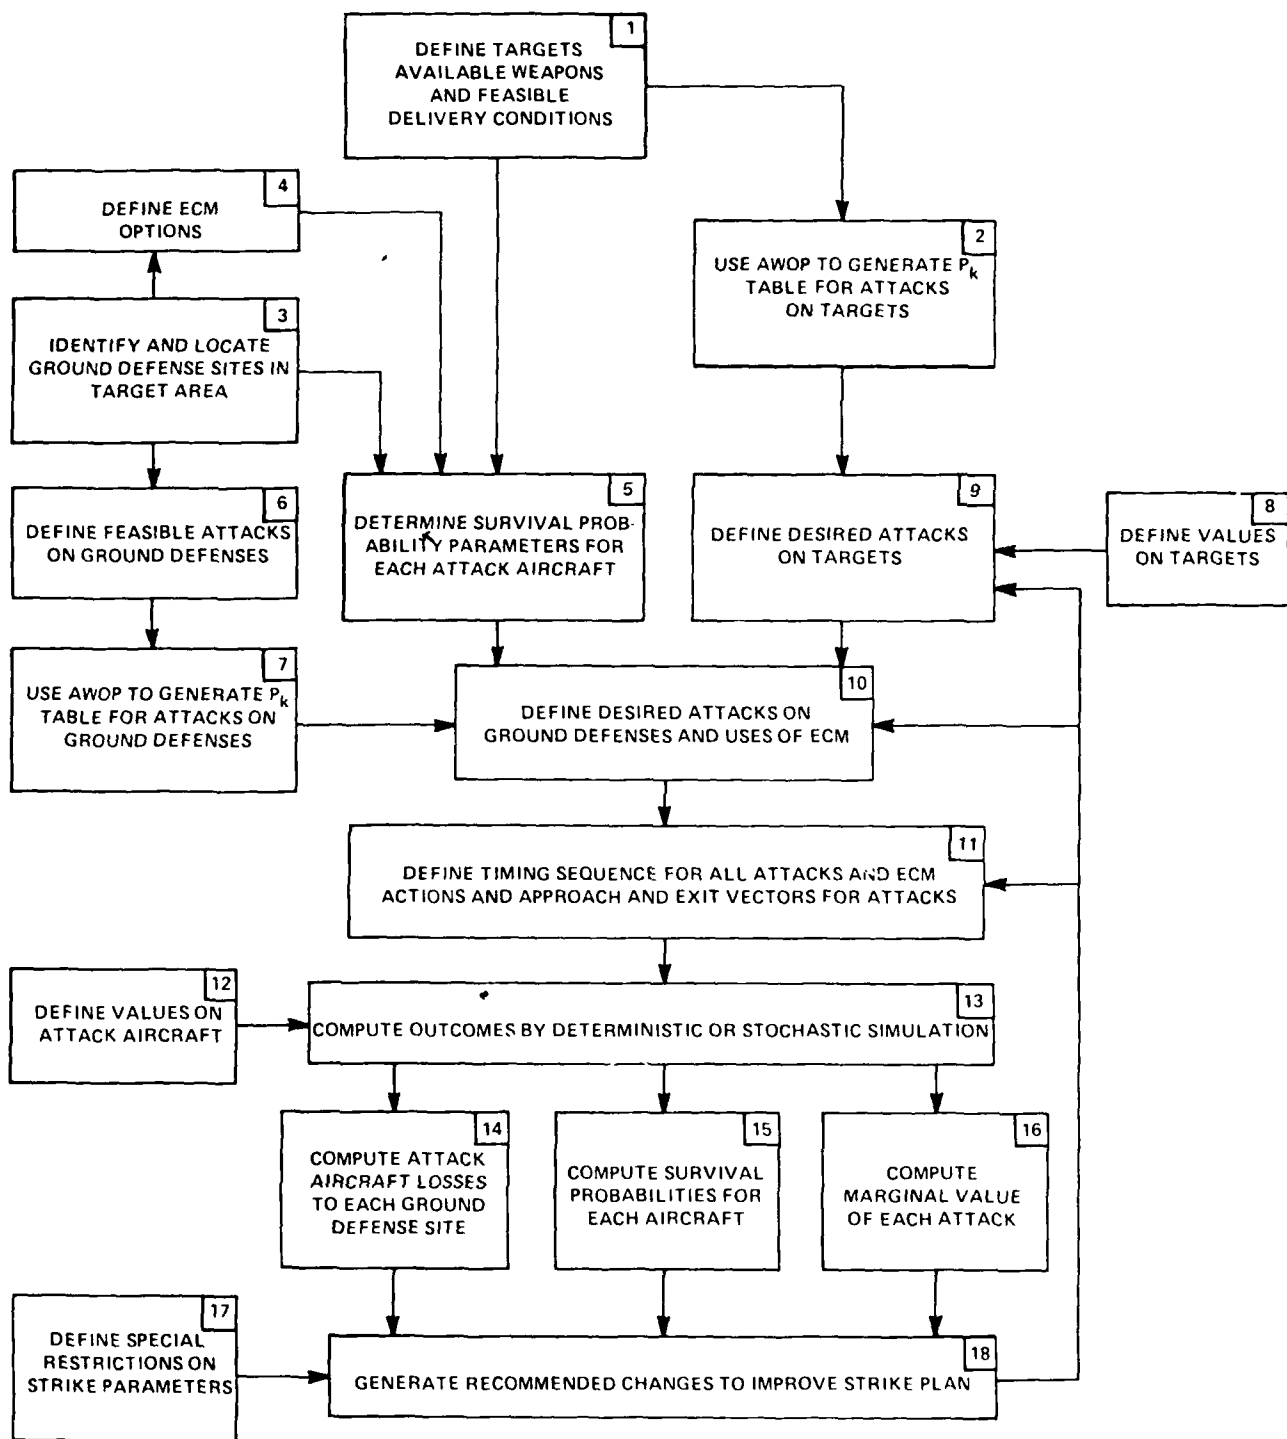 1
DEFINE TARGETS
AVAILABLE WEAPONS
AND FEASIBLE
DELIVERY CONDITIONS
2
USE AWOP TO GENERATE Pk
TABLE FOR ATTACKS
ON TARGETS
4
DEFINE ECM
OPTIONS
3
IDENTIFY AND LOCATE
GROUND DEFENSE SITES IN
TARGET AREA
6
DEFINE FEASIBLE ATTACKS
ON GROUND DEFENSES
5
DETERMINE SURVIVAL PROB-
ABILITY PARAMETERS FOR
EACH ATTACK AIRCRAFT
9
DEFINE DESIRED ATTACKS
ON TARGETS
8
DEFINE VALUES
ON TARGETS
7
USE AWOP TO GENERATE Pk
TABLE FOR ATTACKS ON
GROUND DEFENSES
10
DEFINE DESIRED ATTACKS ON
GROUND DEFENSES AND USES OF ECM
11
DEFINE TIMING SEQUENCE FOR ALL ATTACKS AND ECM
ACTIONS AND APPROACH AND EXIT VECTORS FOR ATTACKS
12
DEFINE VALUES ON
ATTACK AIRCRAFT
13
COMPUTE OUTCOMES BY DETERMINISTIC OR STOCHASTIC SIMULATION
14
COMPUTE ATTACK
AIRCRAFT LOSSES
TO EACH GROUND
DEFENSE SITE
15
COMPUTE SURVIVAL
PROBABILITIES FOR
EACH AIRCRAFT
16
COMPUTE
MARGINAL VALUE
OF EACH ATTACK
17
DEFINE SPECIAL
RESTRICTIONS ON
STRIKE PARAMETERS
18
GENERATE RECOMMENDED CHANGES TO IMPROVE STRIKE PLAN